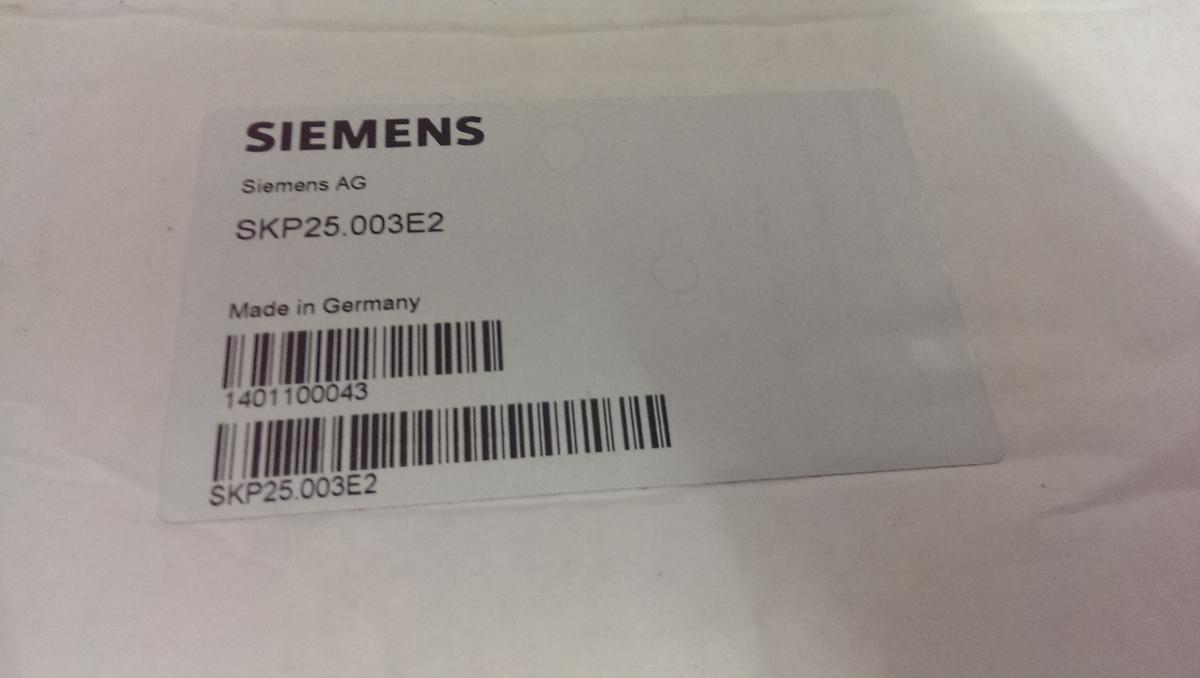 SIEMENS
Siemens AG
SKP25.003E2
Made in Germany
1401100043
SKP25.003E2